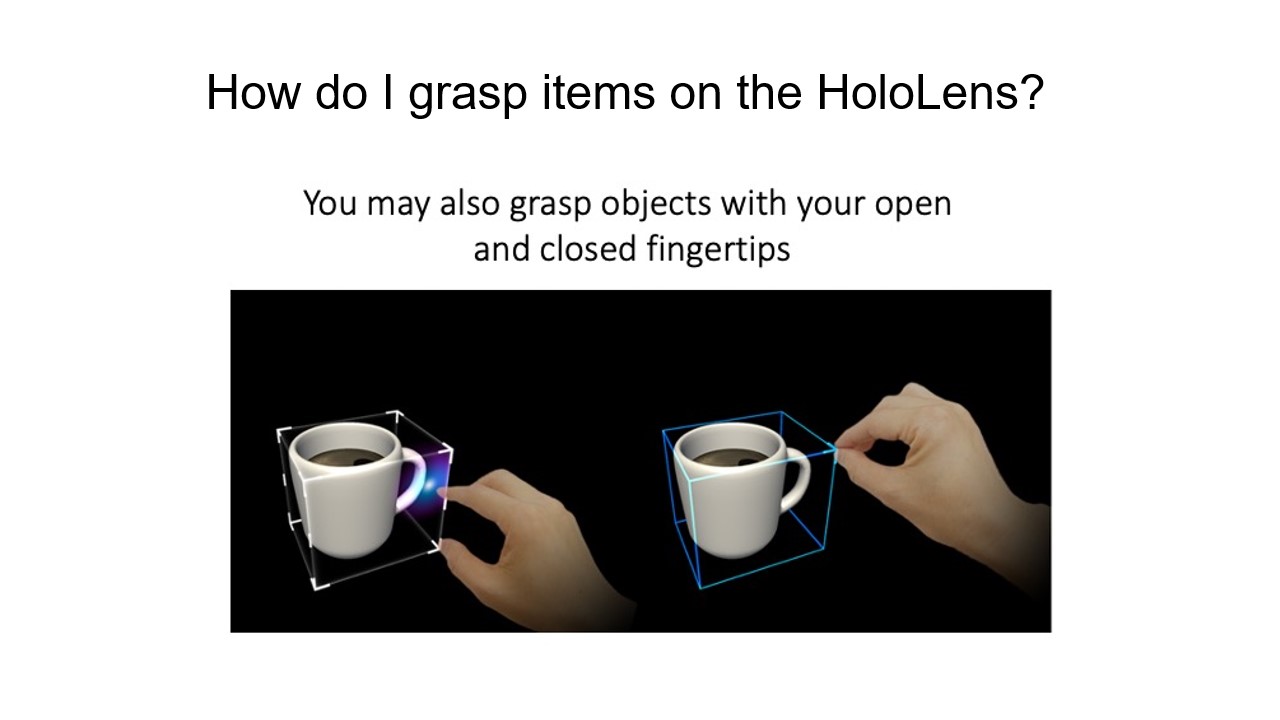 How do I grasp items on the HoloLens?
You may also grasp objects with your open
and closed fingertips